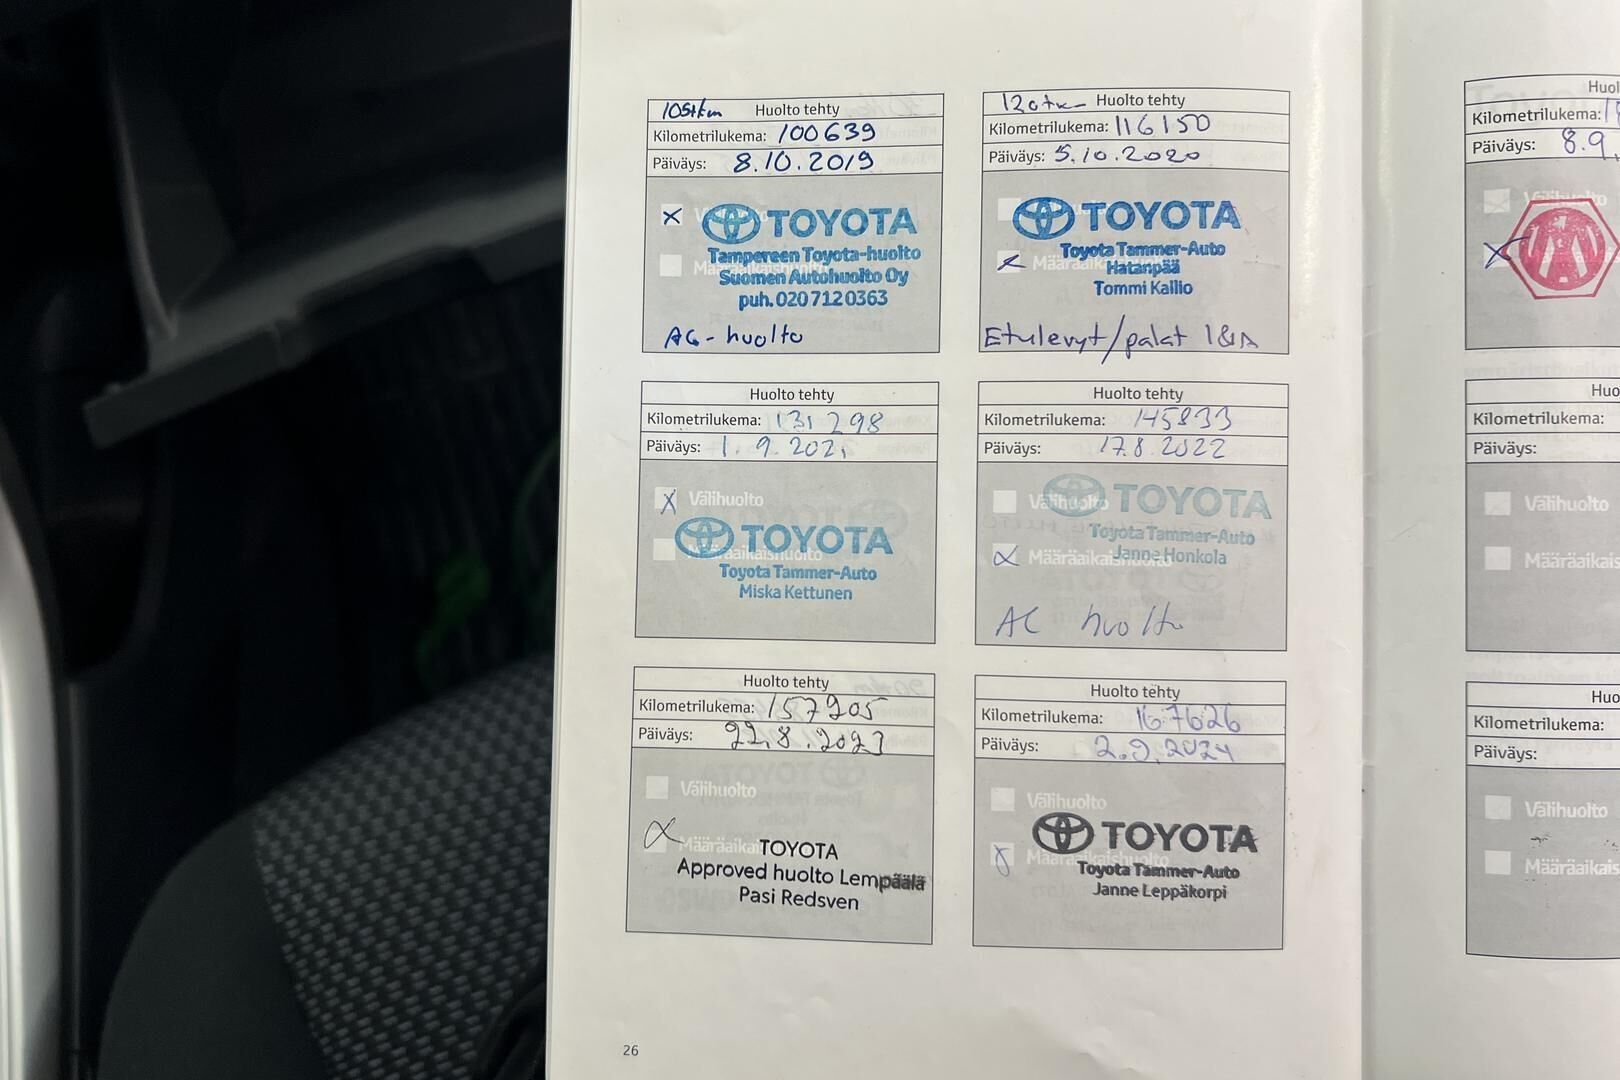 105tkm Huolto tehty
Kilometrilukema: 100639
Päiväys: 8.10.2019
TOYOTA
Tampereen Toyota-huolto
Suomen Autohuolto Oy
puh. 020 712 0363
AC-huolto
120tkm Huolto tehty
Kilometrilukema: 116150
Päiväys: 5.10.2020
TOYOTA
Toyota Tammer-Auto
Hatanpää
Tommi Kallio
Etulevyt/palat
Huolto tehty
Kilometrilukema: 131298
Päiväys: 1.9.2021
Välihuolto
TOYOTA
Määräaikaishuolto
Toyota Tammer-Auto
Miska Kettunen
Huolto tehty
Kilometrilukema: 145833
Päiväys: 17.8.2022
Välihuolto TOYOTA
Toyota Tammer-Auto
Määräaikaishuolto Janne Honkola
AC huolto
Huolto tehty
Kilometrilukema: 157905
Päiväys: 22.8.2023
Välihuolto
TOYOTA
Approved huolto Lempäälä
Pasi Redsven
Huolto tehty
Kilometrilukema: 167626
Päiväys: 2.9.2024
Välihuolto
TOYOTA
Määräaikaishuolto
Toyota Tammer-Auto
Janne Leppäkorpi
26
Kilometrilukema:
Päiväys: 8.9.
Välihuolto
Kilometrilukema:
Päiväys:
Välihuolto
Määräaikais
Kilometrilukema:
Päiväys:
Välihuolto
Määräaikais